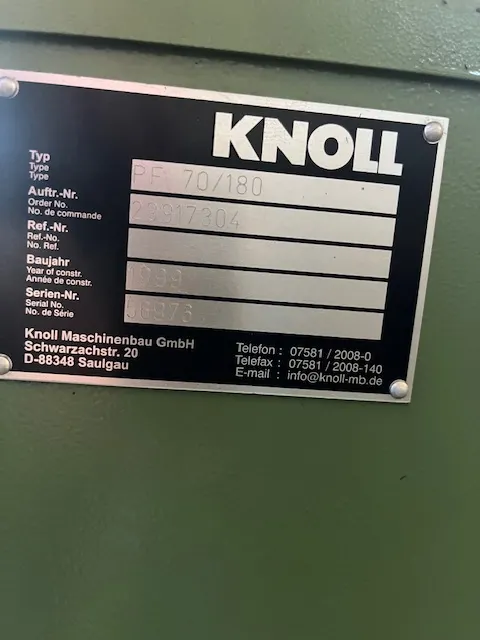 KNOLL
Typ
Type
Type
PF 70/180
Auftr.-Nr.
Order No.
No. de commande
Ref.-Nr.
Ref.-No.
No. Ref.
Baujahr
Year of constr.
Année de constr.
1999
Serien-Nr.
Serial No.
No. de Série
Knoll Maschinenbau GmbH
Schwarzachstr. 20
D-88348 Saulgau
Telefon : 07581 / 2008-0
Telefax : 07581 / 2008-140
E-mail : info@knoll-mb.de